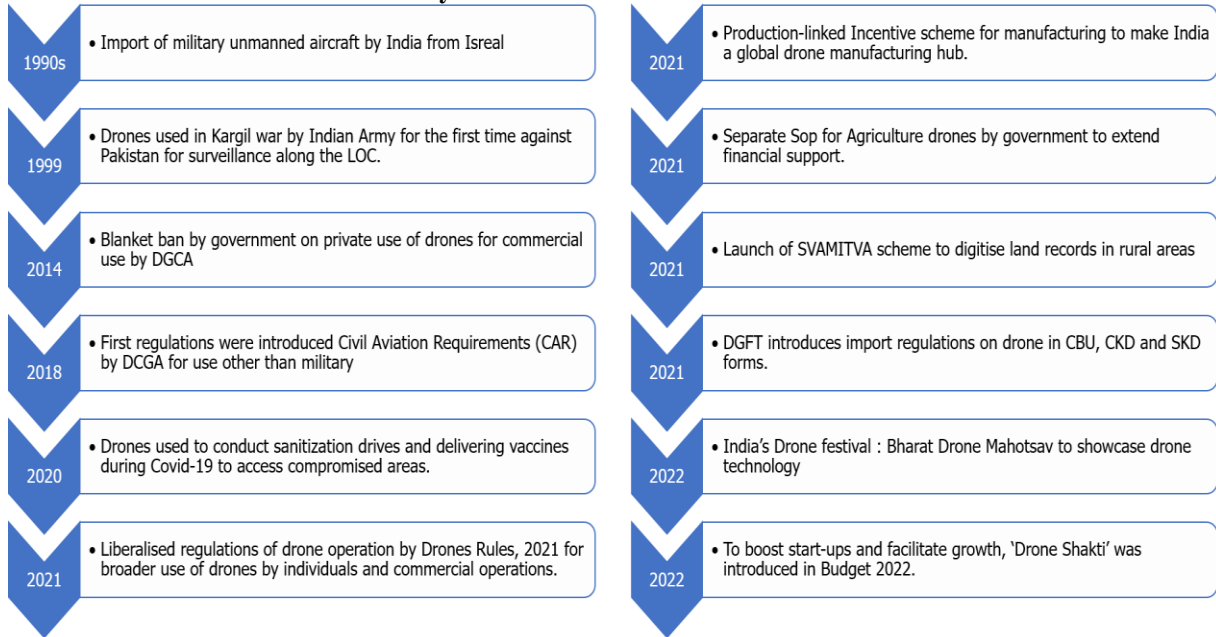 1990s
• Import of military unmanned aircraft by India from Isreal
1999
• Drones used in Kargil war by Indian Army for the first time against
Pakistan for surveillance along the LOC.
2014
• Blanket ban by government on private use of drones for commercial
use by DGCA
2018
• First regulations were introduced Civil Aviation Requirements (CAR)
by DCGA for use other than military
2020
• Drones used to conduct sanitization drives and delivering vaccines
during Covid-19 to access compromised areas.
2021
• Liberalised regulations of drone operation by Drones Rules, 2021 for
broader use of drones by individuals and commercial operations.
2021
• Production-linked Incentive scheme for manufacturing to make India
a global drone manufacturing hub.
2021
• Separate Sop for Agriculture drones by government to extend
financial support.
2021
• Launch of SVAMITVA scheme to digitise land records in rural areas
2021
• DGFT introduces import regulations on drone in CBU, CKD and SKD
forms.
2022
• India’s Drone festival : Bharat Drone Mahotsav to showcase drone
technology
2022
• To boost start-ups and facilitate growth, ‘Drone Shakti’ was
introduced in Budget 2022.